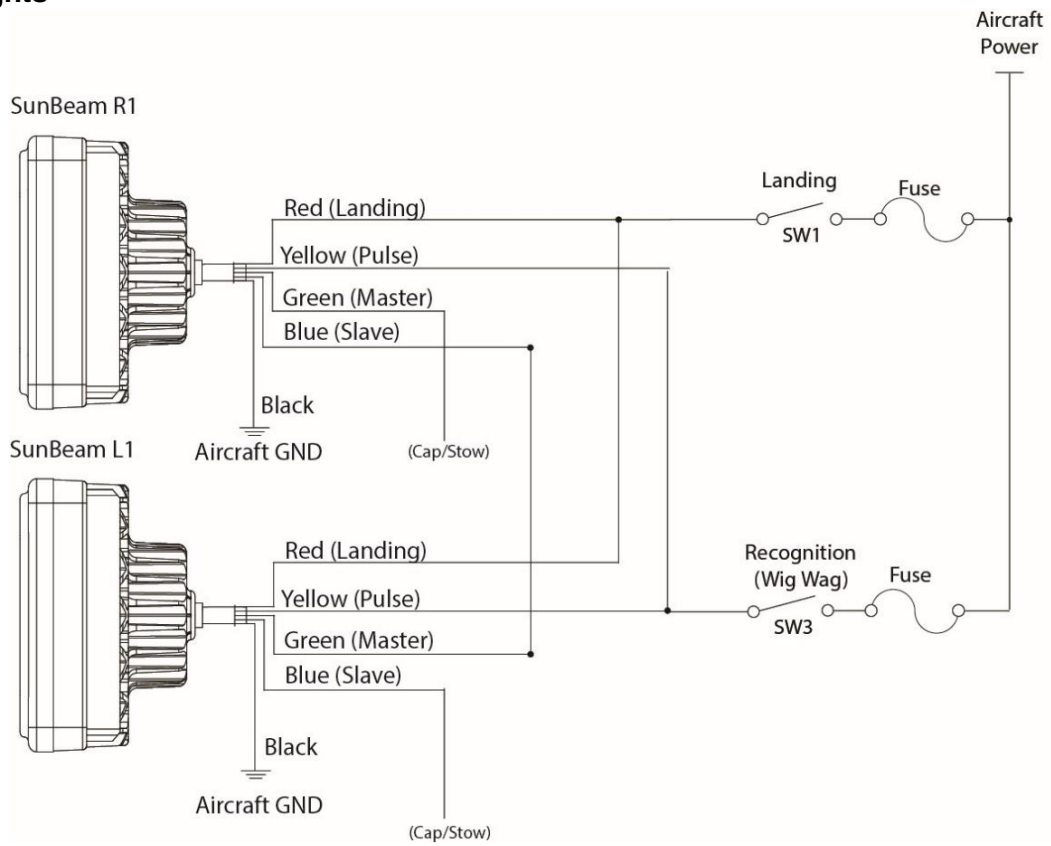 Aircraft
Power
SunBeam R1
Landing
Fuse
SW1
Red (Landing)
Yellow (Pulse)
Green (Master)
Blue (Slave)
Black
Aircraft GND
(Cap/Stow)
SunBeam L1
Red (Landing)
Yellow (Pulse)
Green (Master)
Blue (Slave)
Black
Aircraft GND
(Cap/Stow)
Recognition
(Wig Wag)
Fuse
SW3